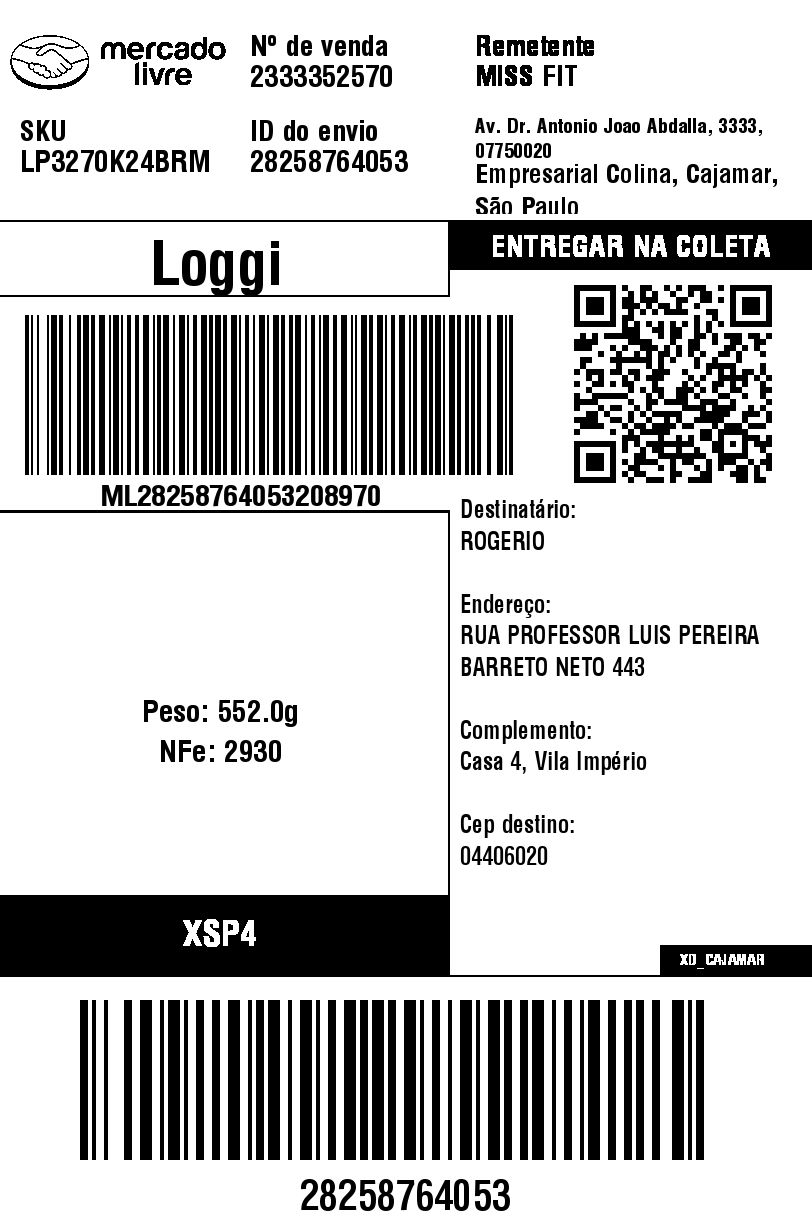 mercado
livre
Nº de venda
2333352570
Remetente
MISS FIT
SKU
LP3270K24BRM
ID do envio
28258764053
Av. Dr. Antonio Joao Abdalla, 3333,
07750020
Empresarial Colina, Cajamar,
São Paulo
Loggi
ENTREGAR NA COLETA
ML28258764053208970
Destinatário:
ROGERIO
Endereço:
RUA PROFESSOR LUIS PEREIRA
BARRETO NETO 443
Complemento:
Casa 4, Vila Império
Cep destino:
04406020
Peso: 552.0g
NFe: 2930
XSP4
XD_CAJAMAR
28258764053